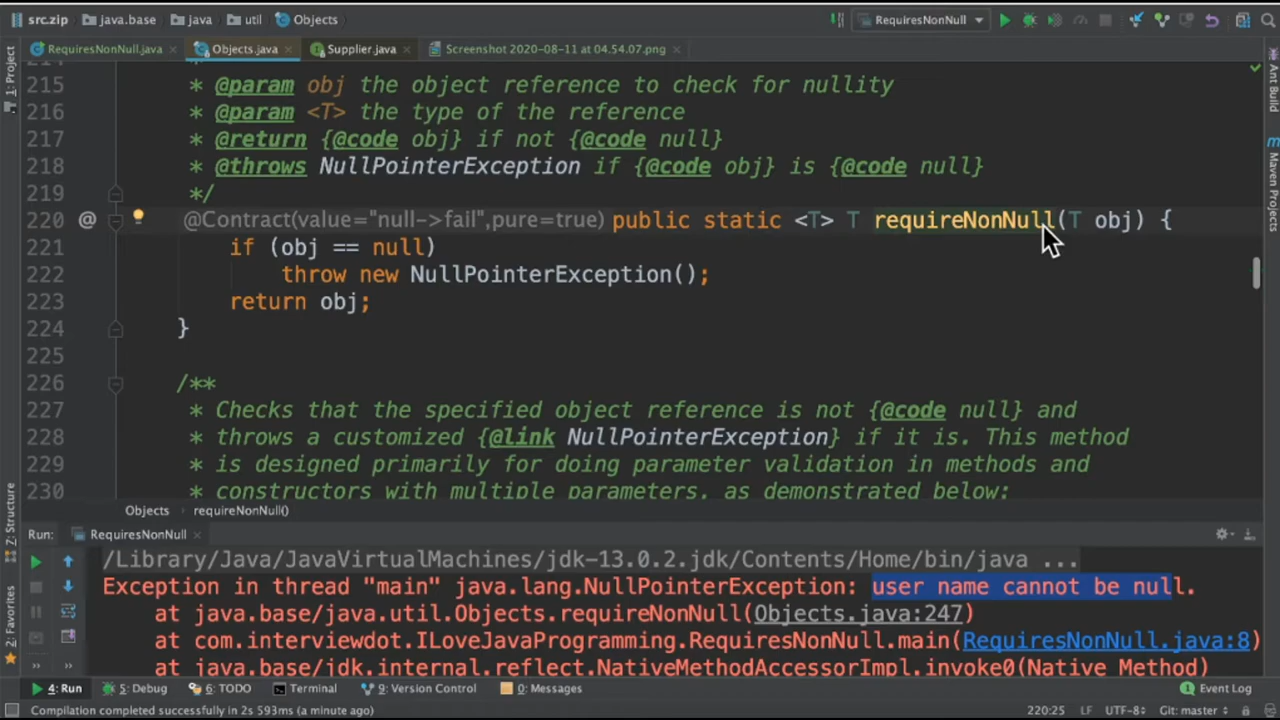 src.zip java.base java util Objects RequiresNonNull
RequiresNonNull.java Objects.java Supplier.java Screenshot 2020-08-11 at 04.54.07.png
1: Project
Ant Build
Maven Projects
Z: Structure
2: Favorites
215 * @param obj the object reference to check for nullity
216 * @param <T> the type of the reference
217 * @return {@code obj} if not {@code null}
218 * @throws NullPointerException if {@code obj} is {@code null}
219 */
220 @ @Contract(value="null->fail",pure=true) public static <T> T requireNonNull(T obj) {
221 if (obj == null)
222 throw new NullPointerException();
223 return obj;
224 }
225
226 /**
227 * Checks that the specified object reference is not {@code null} and
228 * throws a customized {@link NullPointerException} if it is. This method
229 * is designed primarily for doing parameter validation in methods and
230 * constructors with multiple parameters, as demonstrated below:
Objects requireNonNull()
Run: RequiresNonNull
/Library/Java/JavaVirtualMachines/jdk-13.0.2.jdk/Contents/Home/bin/java ...
Exception in thread "main" java.lang.NullPointerException: user name cannot be null.
at java.base/java.util.Objects.requireNonNull(Objects.java:247)
at com.interviewdot.ILoveJavaProgramming.RequiresNonNull.main(RequiresNonNull.java:8)
at java.base/jdk.internal.reflect.NativeMethodAccessorImpl.invoke0(Native Method)
4: Run 5: Debug 6: TODO Terminal 9: Version Control 0: Messages Event Log
Compilation completed successfully in 2s 593ms (a minute ago) 220:25 LF UTF-8 Git: master